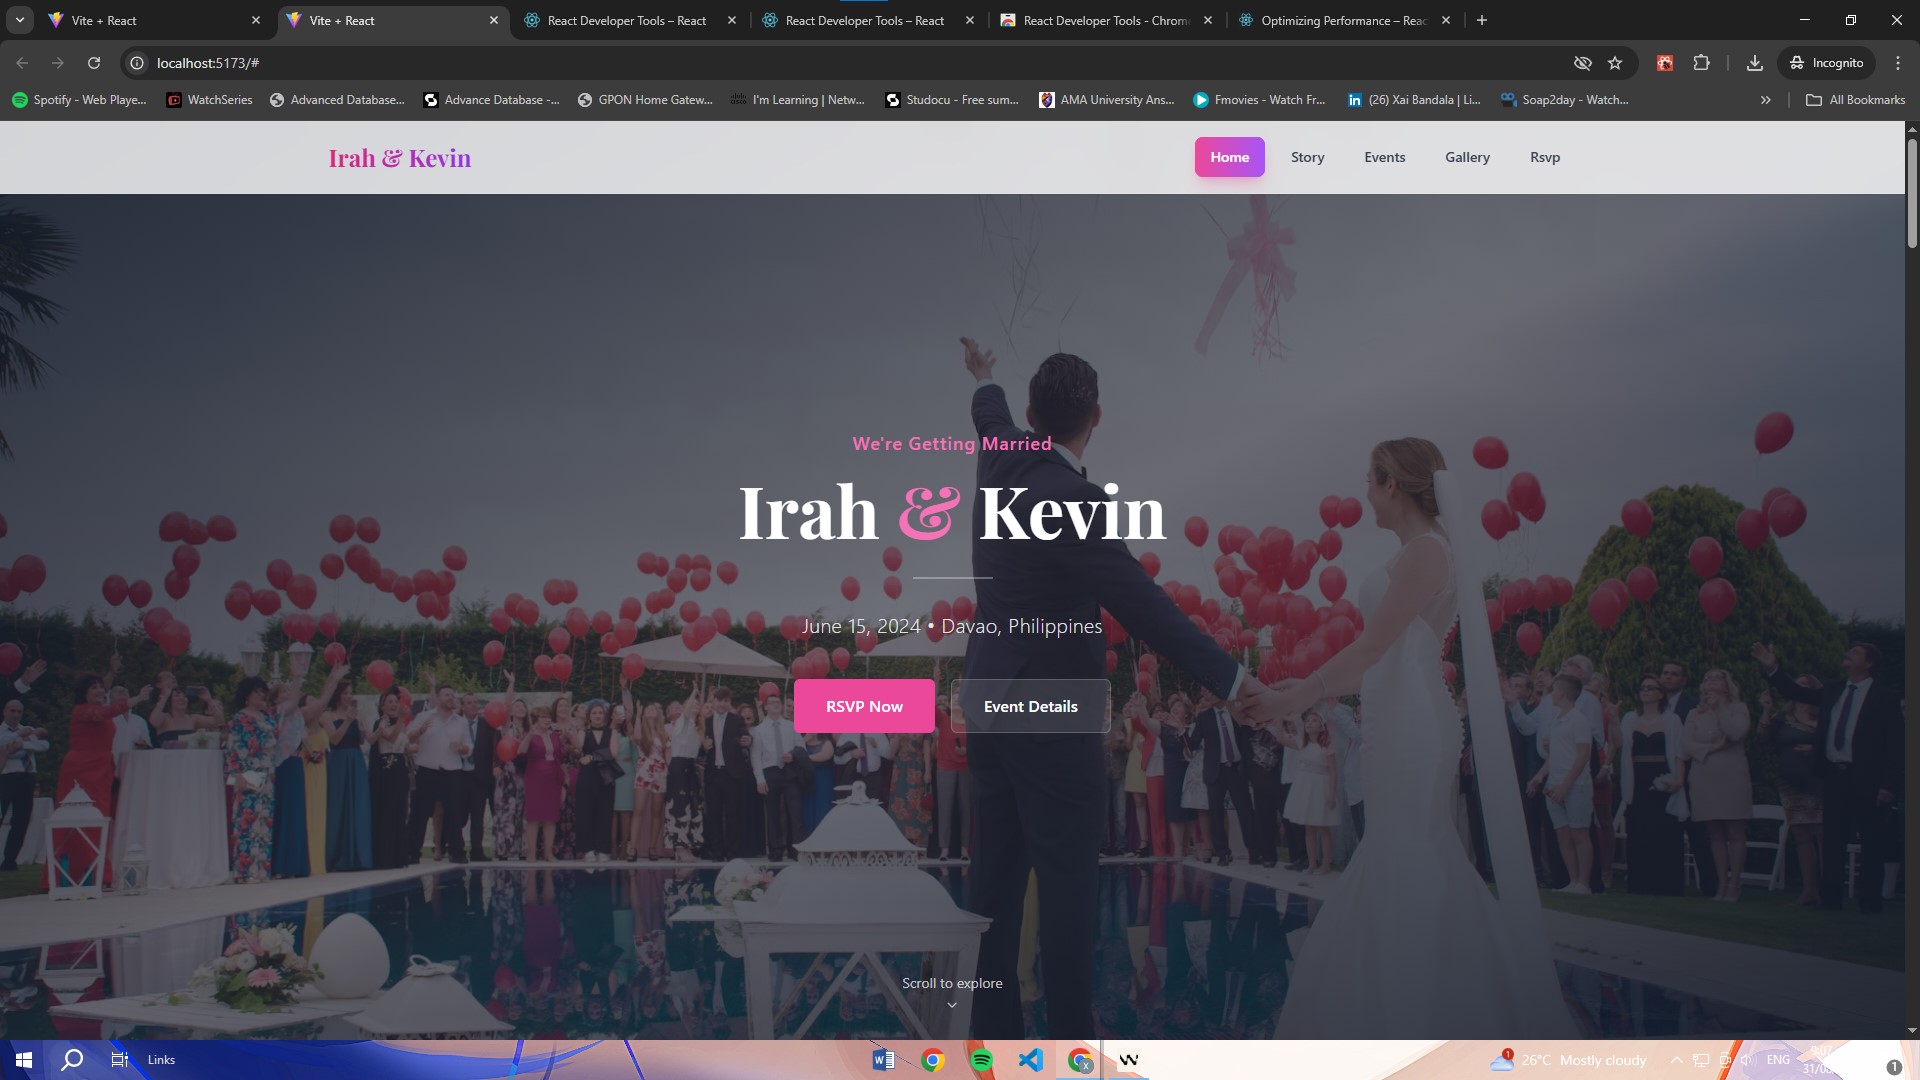 Vite + React
Vite + React
React Developer Tools – React
React Developer Tools – React
React Developer Tools - Chrom
Optimizing Performance – Reac
localhost:5173/#
Incognito
Spotify - Web Playe...
WatchSeries
Advanced Database...
Advance Database -...
GPON Home Gatew...
I'm Learning | Netw...
Studocu - Free sum...
AMA University Ans...
Fmovies - Watch Fr...
(26) Xai Bandala | Li...
Soap2day - Watch...
All Bookmarks
Irah & Kevin
Home
Story
Events
Gallery
Rsvp
We're Getting Married
Irah & Kevin
June 15, 2024 • Davao, Philippines
RSVP Now
Event Details
Scroll to explore
Links
1
26°C Mostly cloudy
ENG
1